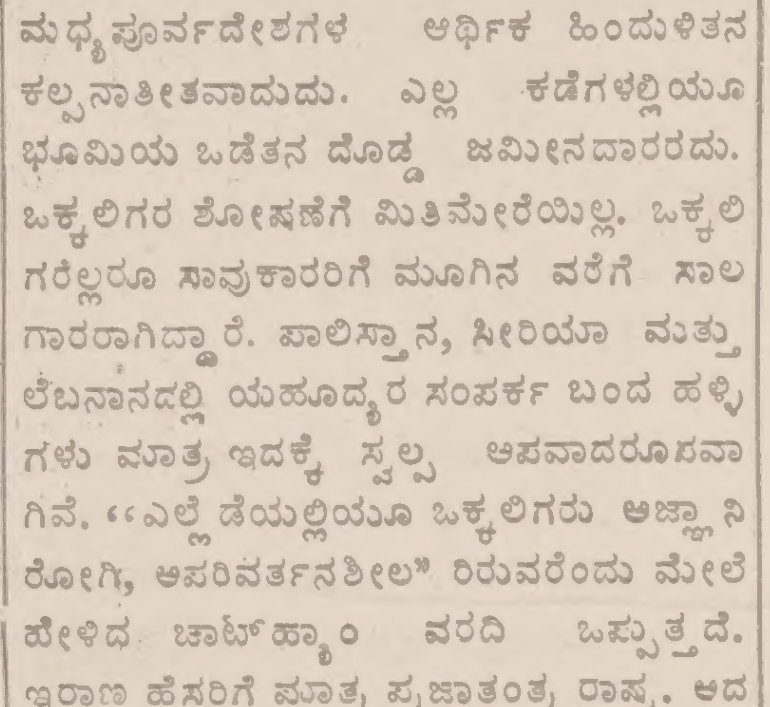 ಮಧ್ಯಪೂರ್ವದೇಶಗಳ ಆರ್ಥಿಕ ಹಿಂದುಳಿತನ
ಕಲ್ಪನಾತೀತವಾದುದು. ಎಲ್ಲ ಕಡೆಗಳಲ್ಲಿಯೂ
ಭೂಮಿಯ ಒಡೆತನ ದೊಡ್ಡ ಜಮೀನದಾರರದು.
ಒಕ್ಕಲಿಗರ ಶೋಷಣೆಗೆ ಮಿತಿಮೇರೆಯಿಲ್ಲ. ಒಕ್ಕಲಿ
ಗರೆಲ್ಲರೂ ಸಾವುಕಾರರಿಗೆ ಮೂಗಿನ ವರೆಗೆ ಸಾಲ
ಗಾರರಾಗಿದ್ದಾರೆ. ಪಾಲಿಸ್ತಾನ, ಸೀರಿಯಾ ಮತ್ತು
ಲೆಬನಾನದಲ್ಲಿ ಯಹೂದ್ಯರ ಸಂಪರ್ಕ ಬಂದ ಹಳ್ಳಿ
ಗಳು ಮಾತ್ರ ಇದಕ್ಕೆ ಸ್ವಲ್ಪ ಅಪವಾದರೂಪವಾ
ಗಿವೆ. “ಎಲ್ಲೆಡೆಯಲ್ಲಿಯೂ ಒಕ್ಕಲಿಗರು ಅಜ್ಞಾನಿ
ರೋಗಿ, ಅಪರಿವರ್ತನಶೀಲ” ರಿರುವರೆಂದು ಮೇಲೆ
ಹೇಳಿದ ಚಾಟ್‌ಹ್ಯಾಂ ವರದಿ ಒಪ್ಪುತ್ತದೆ.
ಇರಾಣ ಹೆಸರಿಗೆ ಮಾತ್ರ ಪ್ರಜಾತಂತ್ರ ರಾಷ್ಟ್ರ. ಆದ